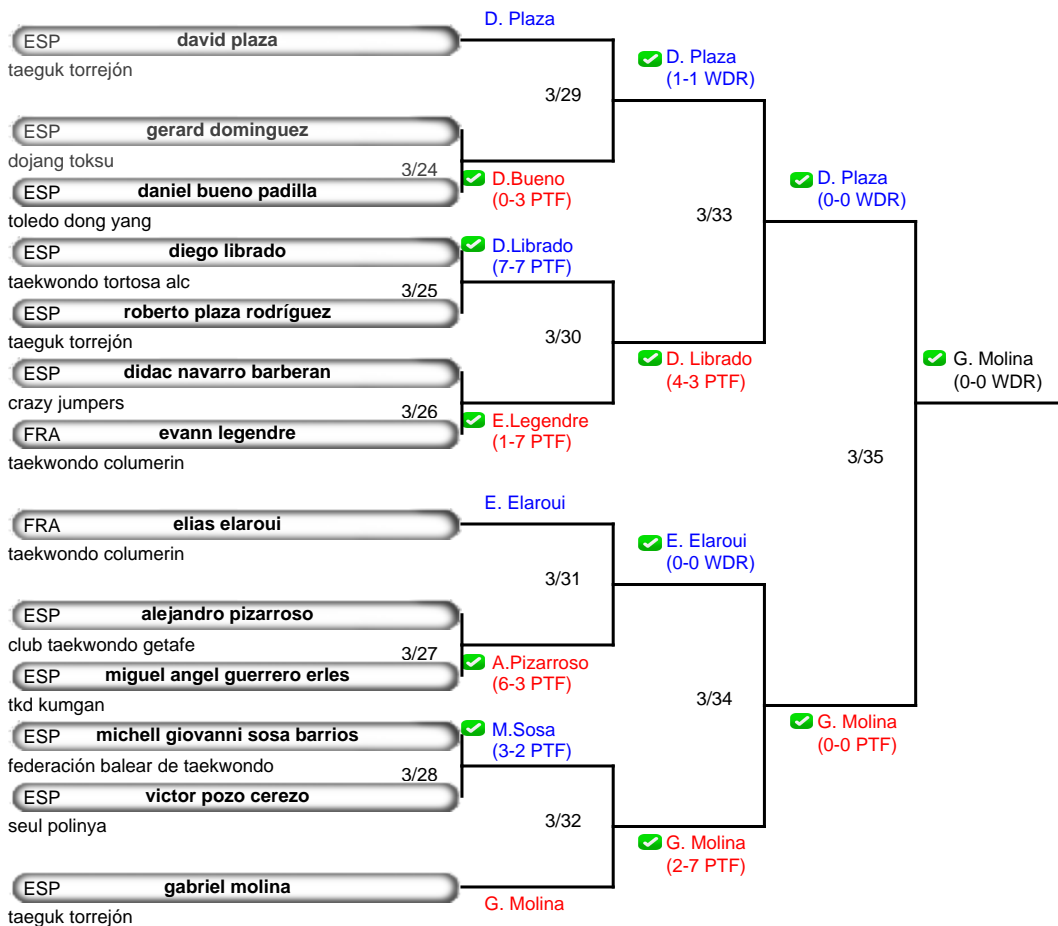 D. Plaza
ESP david plaza
taeguk torrejón
D. Plaza
(1-1 WDR)
3/29
ESP gerard dominguez
dojang toksu
3/24
ESP daniel bueno padilla
toledo dong yang
D.Bueno
(0-3 PTF)
D. Plaza
(0-0 WDR)
3/33
ESP diego librado
taekwondo tortosa alc
D.Librado
(7-7 PTF)
3/25
ESP roberto plaza rodríguez
taeguk torrejón
3/30
ESP didac navarro barberan
crazy jumpers
D. Librado
(4-3 PTF)
3/26
FRA evann legendre
taekwondo columerin
E.Legendre
(1-7 PTF)
G. Molina
(0-0 WDR)
3/35
E. Elaroui
FRA elias elaroui
taekwondo columerin
E. Elaroui
(0-0 WDR)
3/31
ESP alejandro pizarroso
club taekwondo getafe
3/27
ESP miguel angel guerrero erles
tkd kumgan
A.Pizarroso
(6-3 PTF)
3/34
ESP michell giovanni sosa barrios
federación balear de taekwondo
M.Sosa
(3-2 PTF)
G. Molina
(0-0 PTF)
3/28
ESP victor pozo cerezo
seul polinya
3/32
G. Molina
(2-7 PTF)
ESP gabriel molina
taeguk torrejón
G. Molina